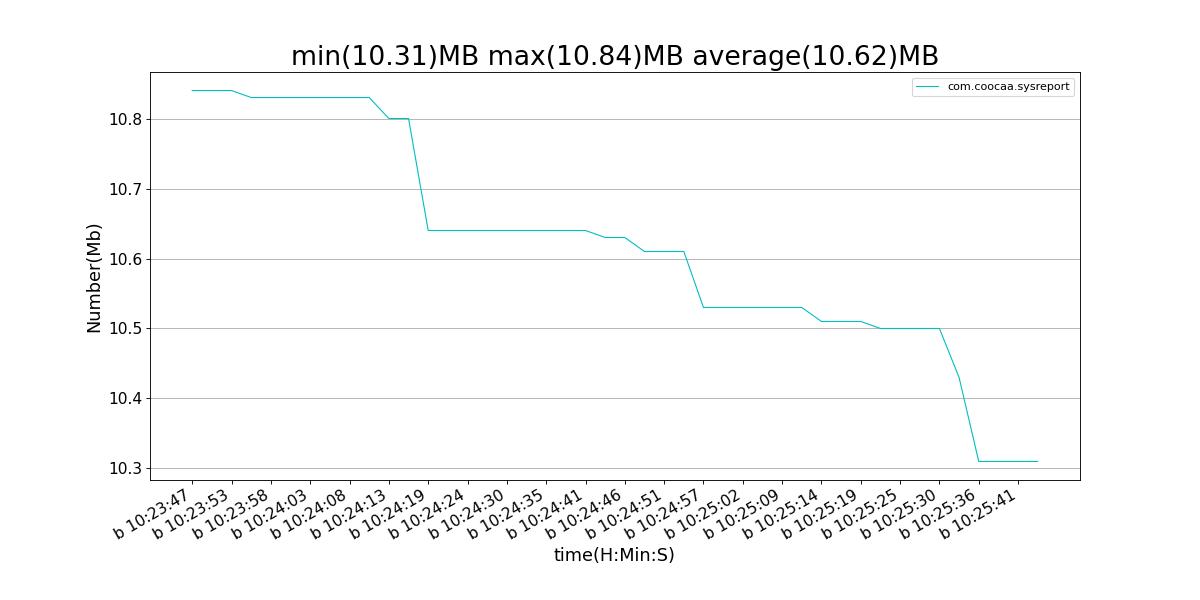 min(10.31)MB max(10.84)MB average(10.62)MB
com.coocaa.sysreport
Number(Mb)
10.8
10.7
10.6
10.5
10.4
10.3
b 10:23:47
b 10:23:53
b 10:23:58
b 10:24:03
b 10:24:08
b 10:24:13
b 10:24:19
b 10:24:24
b 10:24:30
b 10:24:35
b 10:24:41
b 10:24:46
b 10:24:51
b 10:24:57
b 10:25:02
b 10:25:09
b 10:25:14
b 10:25:19
b 10:25:25
b 10:25:30
b 10:25:36
b 10:25:41
time(H:Min:S)